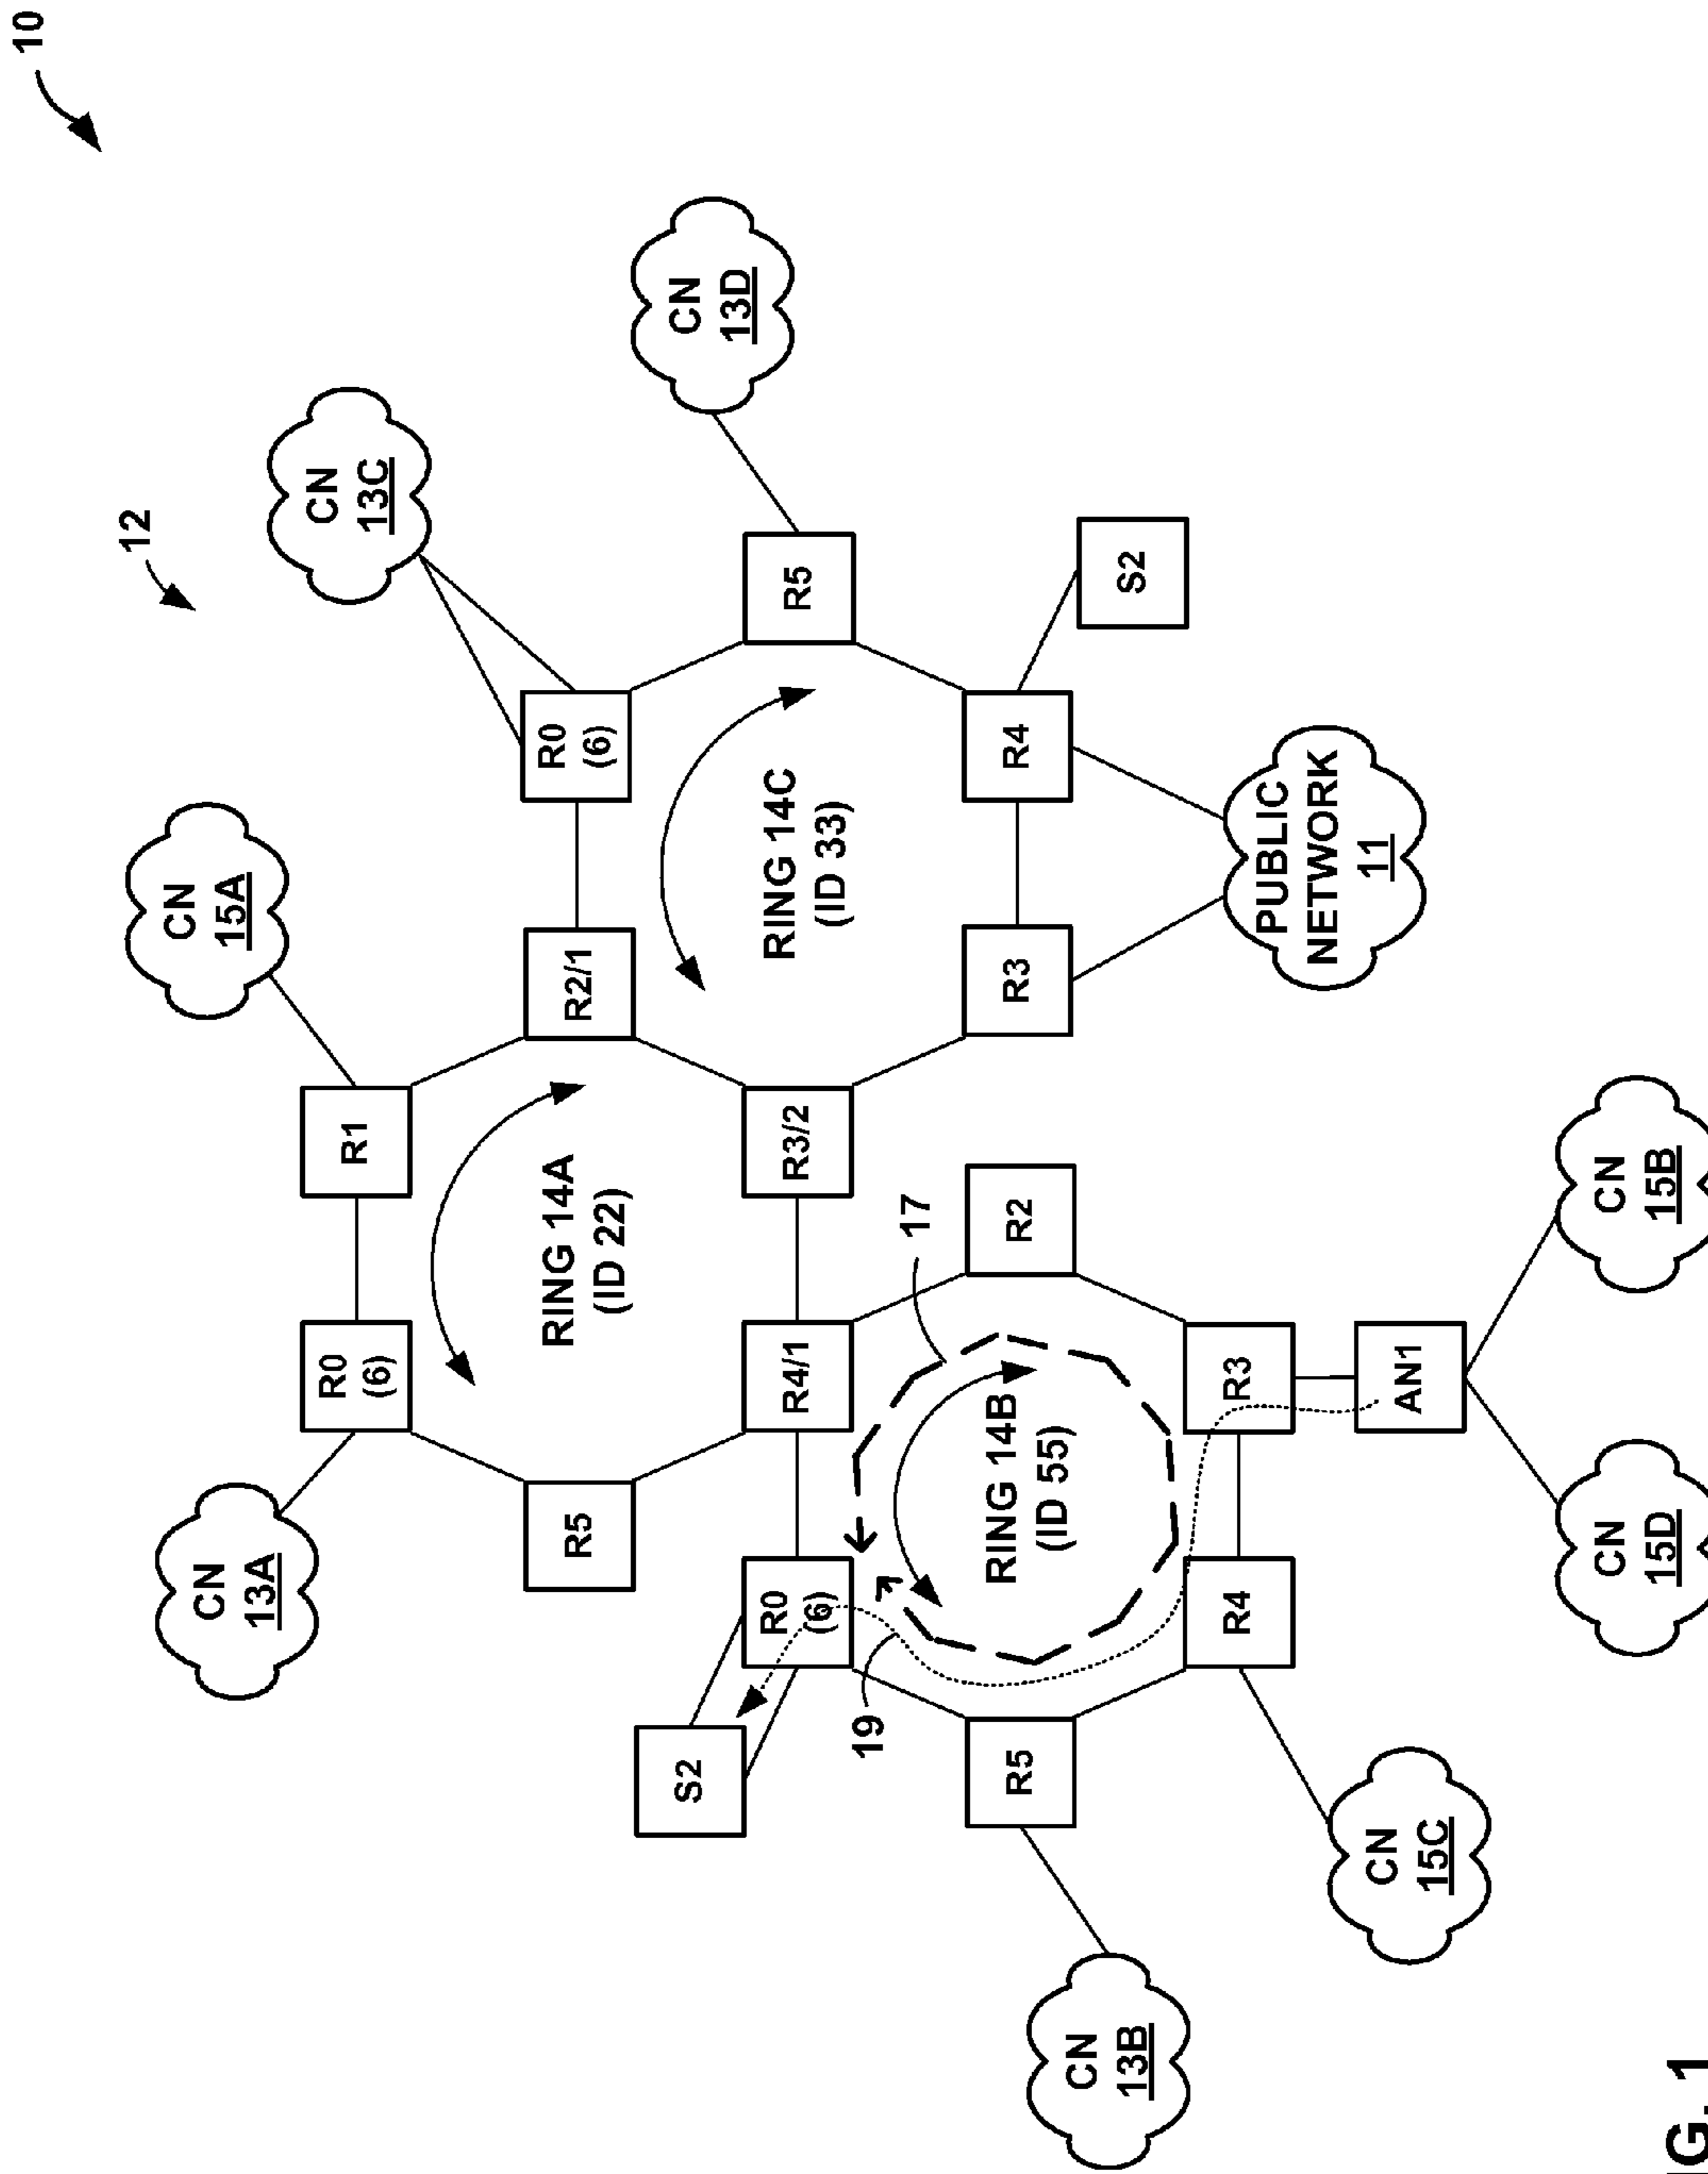 10
12
CN
15A
CN
13A
CN
13C
R0
(6)
R1
RING 14A
(ID 22)
R5
R2/1
R0
(6)
CN
13D
S2
R0
(6)
R4/1
R3/2
RING 14C
(ID 33)
R5
19
17
R5
RING 14B
(ID 55)
R2
R3
R4
S2
CN
13B
R4
R3
PUBLIC
NETWORK
11
CN
15C
AN1
CN
15D
CN
15B
G. 1